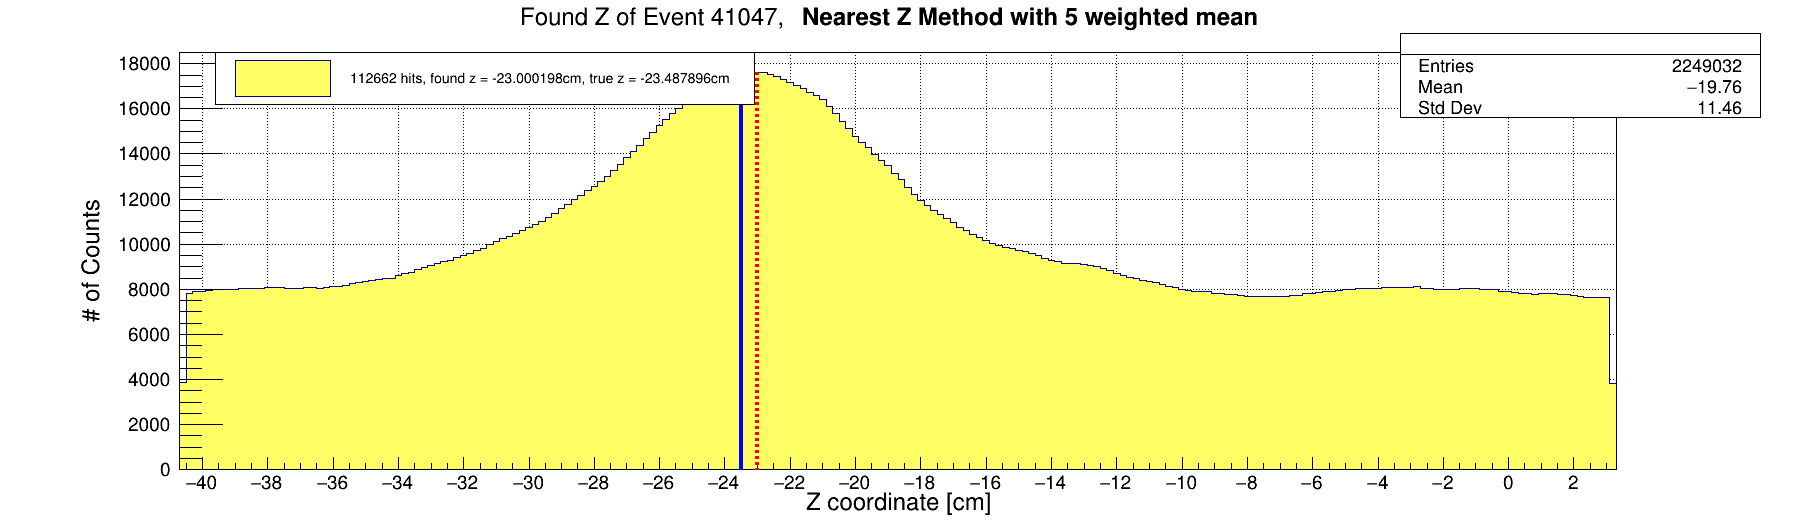 Found Z of Event 41047, Nearest Z Method with 5 weighted mean
112662 hits, found z = -23.000198cm, true z = -23.487896cm
Entries 2249032
Mean −19.76
Std Dev 11.46
# of Counts
18000
16000
14000
12000
10000
8000
6000
4000
2000
0
−40 −38 −36 −34 −32 −30 −28 −26 −24 −22 −20 −18 −16 −14 −12 −10 −8 −6 −4 −2 0 2
Z coordinate [cm]